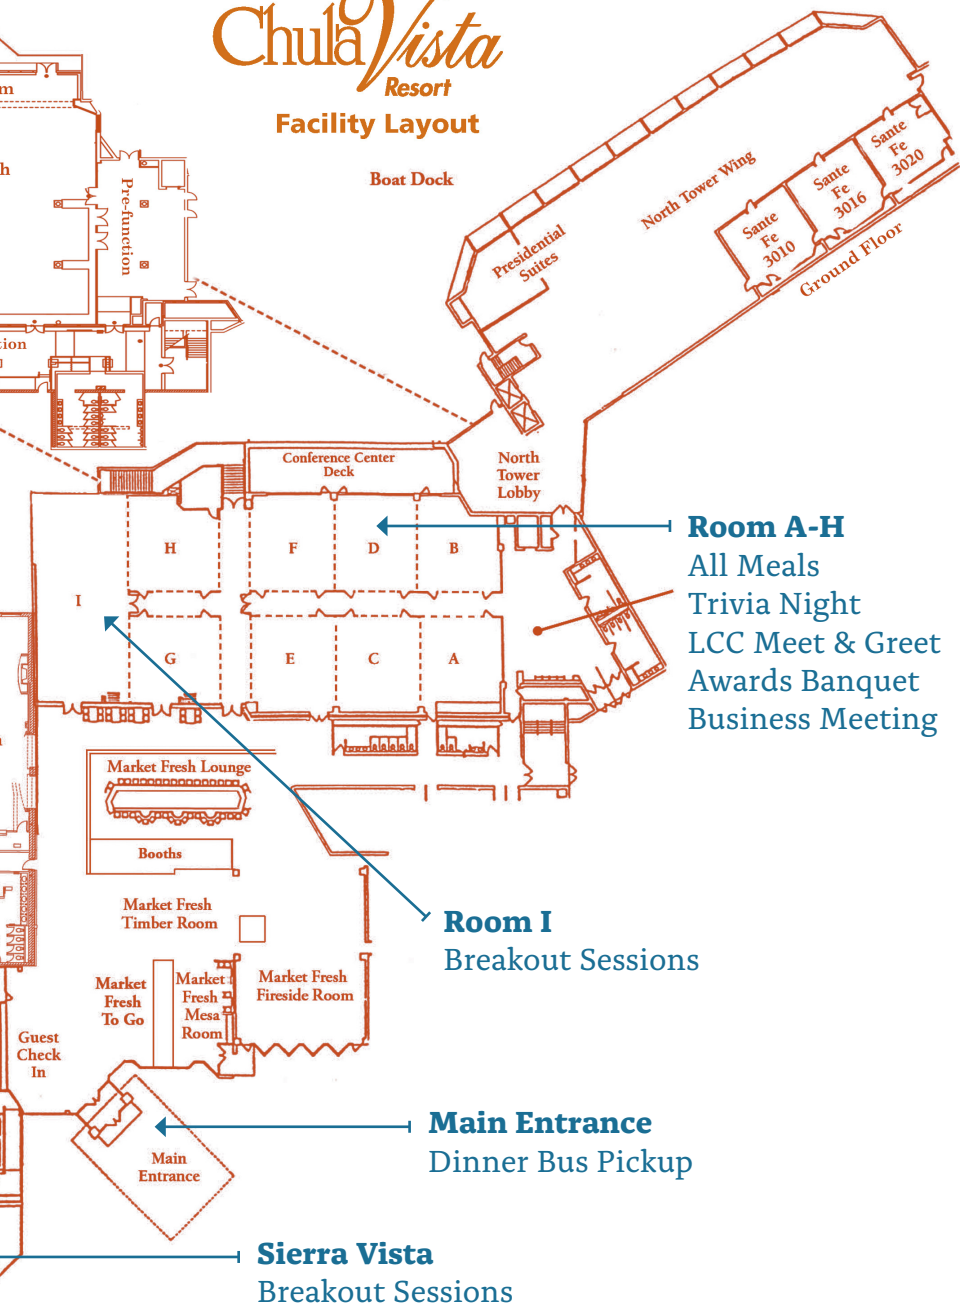 Chula Vista
Resort
Facility Layout
Boat Dock
m
h
Pre-function
tion
North Tower Wing
Presidential
Suites
Sante
Fe
3010
Sante
Fe
3016
Sante
Fe
3020
Ground Floor
Conference Center
Deck
North
Tower
Lobby
H
F
D
B
I
G
E
C
A
Room A-H
All Meals
Trivia Night
LCC Meet & Greet
Awards Banquet
Business Meeting
Market Fresh Lounge
Booths
Market Fresh
Timber Room
Market
Fresh
To Go
Market
Fresh
Mesa
Room
Market Fresh
Fireside Room
Guest
Check
In
Room I
Breakout Sessions
Main
Entrance
Main Entrance
Dinner Bus Pickup
Sierra Vista
Breakout Sessions